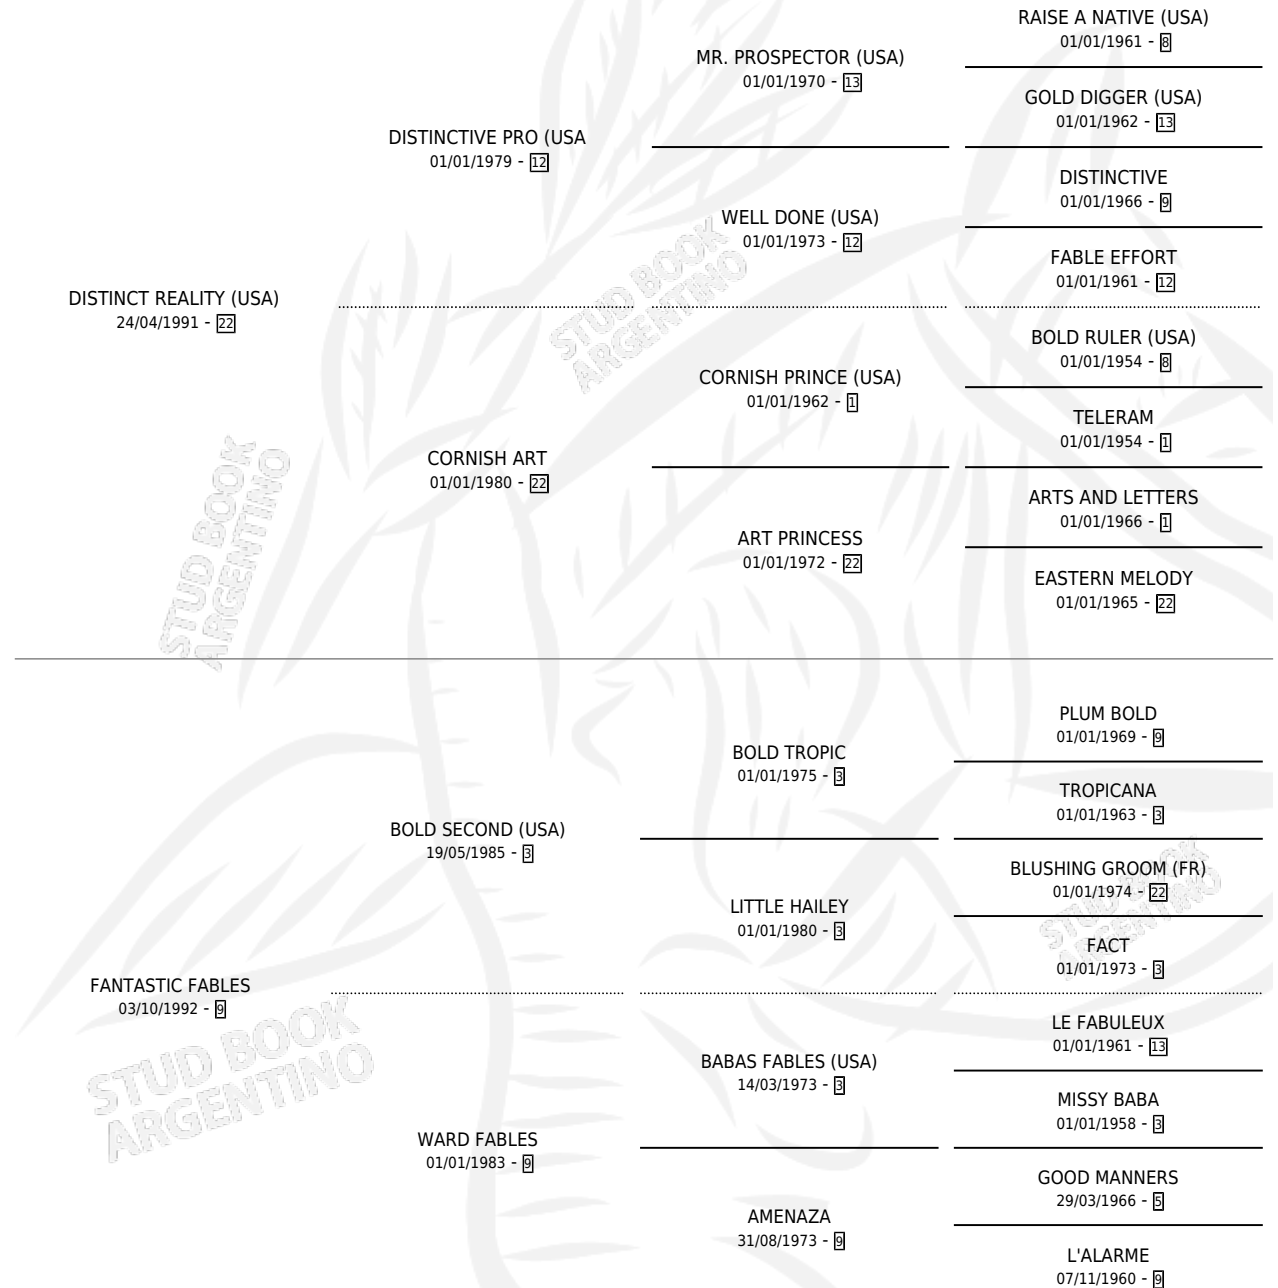 RAISE A NATIVE (USA)
01/01/1961 - 8
MR. PROSPECTOR (USA)
01/01/1970 - 13
GOLD DIGGER (USA)
01/01/1962 - 13
DISTINCTIVE PRO (USA
01/01/1979 - 12
DISTINCTIVE
01/01/1966 - 9
WELL DONE (USA)
01/01/1973 - 12
FABLE EFFORT
01/01/1961 - 12
DISTINCT REALITY (USA)
24/04/1991 - 22
STUD BOOK
ARGENTINO
BOLD RULER (USA)
01/01/1954 - 8
CORNISH PRINCE (USA)
01/01/1962 - 1
TELERAM
01/01/1954 - 1
CORNISH ART
01/01/1980 - 22
ARTS AND LETTERS
01/01/1966 - 1
ART PRINCESS
01/01/1972 - 22
EASTERN MELODY
01/01/1965 - 22
STUD BOOK
ARGENTINO
PLUM BOLD
01/01/1969 - 9
BOLD TROPIC
01/01/1975 - 3
TROPICANA
01/01/1963 - 3
BOLD SECOND (USA)
19/05/1985 - 3
BLUSHING GROOM (FR)
01/01/1974 - 22
LITTLE HAILEY
01/01/1980 - 3
STUD BOOK
ARGENTINO
FACT
01/01/1973 - 3
FANTASTIC FABLES
03/10/1992 - 9
STUD BOOK
ARGENTINO
LE FABULEUX
01/01/1961 - 13
BABAS FABLES (USA)
14/03/1973 - 3
MISSY BABA
01/01/1958 - 3
WARD FABLES
01/01/1983 - 9
GOOD MANNERS
29/03/1966 - 5
AMENAZA
31/08/1973 - 9
L'ALARME
07/11/1960 - 9